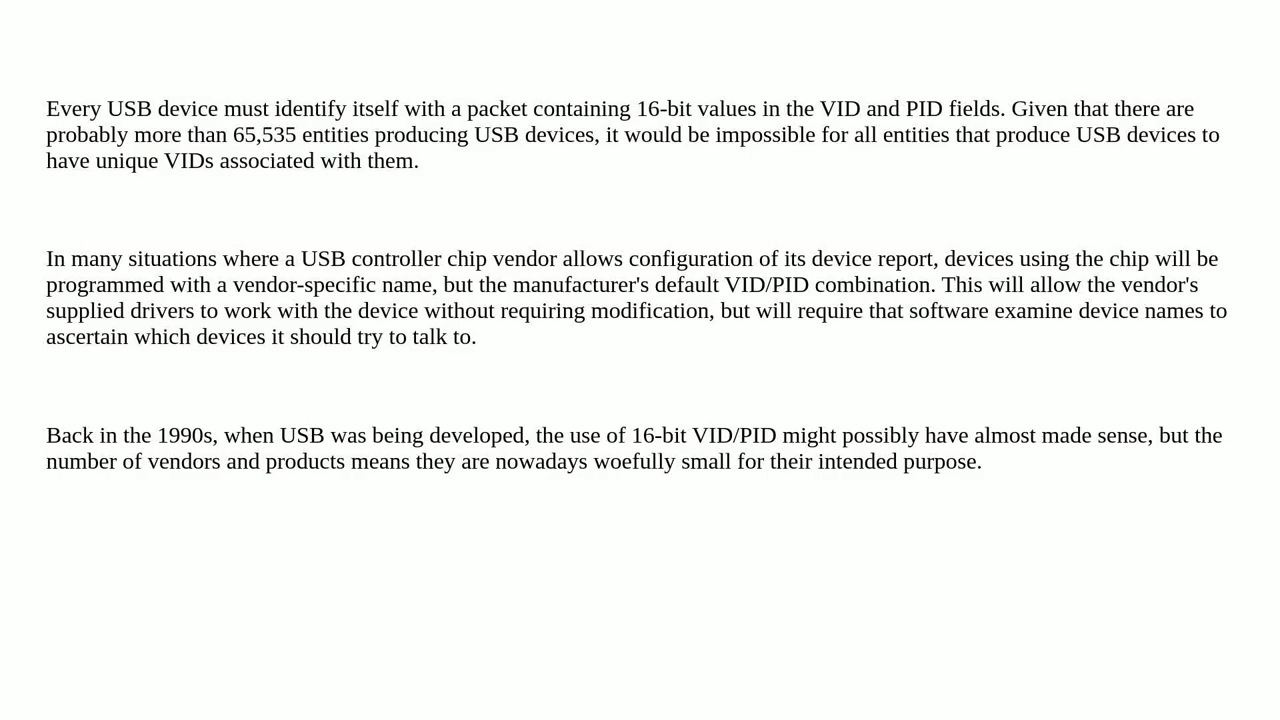 Every USB device must identify itself with a packet containing 16-bit values in the VID and PID fields. Given that there are
probably more than 65,535 entities producing USB devices, it would be impossible for all entities that produce USB devices to
have unique VIDs associated with them.
In many situations where a USB controller chip vendor allows configuration of its device report, devices using the chip will be
programmed with a vendor-specific name, but the manufacturer's default VID/PID combination. This will allow the vendor's
supplied drivers to work with the device without requiring modification, but will require that software examine device names to
ascertain which devices it should try to talk to.
Back in the 1990s, when USB was being developed, the use of 16-bit VID/PID might possibly have almost made sense, but the
number of vendors and products means they are nowadays woefully small for their intended purpose.